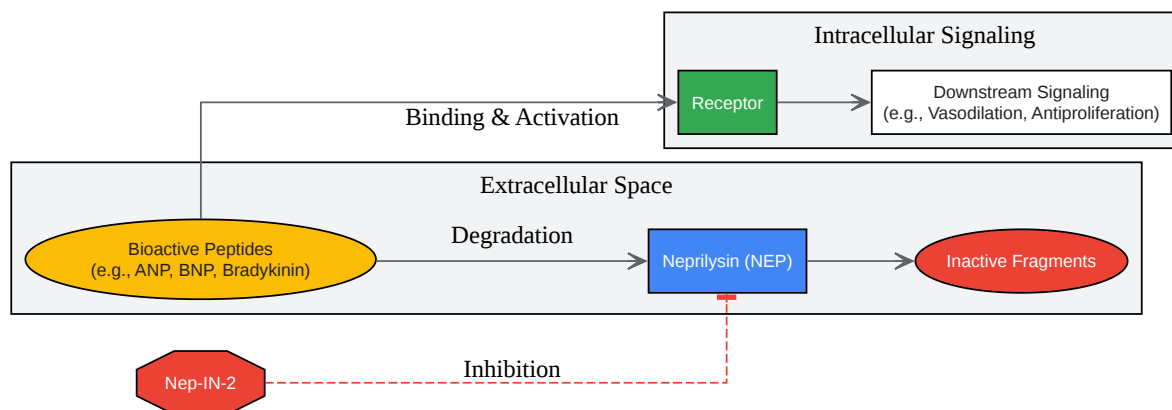 Intracellular Signaling
Receptor
Downstream Signaling
(e.g., Vasodilation, Antiproliferation)
Binding & Activation
Extracellular Space
Bioactive Peptides
(e.g., ANP, BNP, Bradykinin)
Degradation
Neprilysin (NEP)
Inactive Fragments
Nep-IN-2
Inhibition